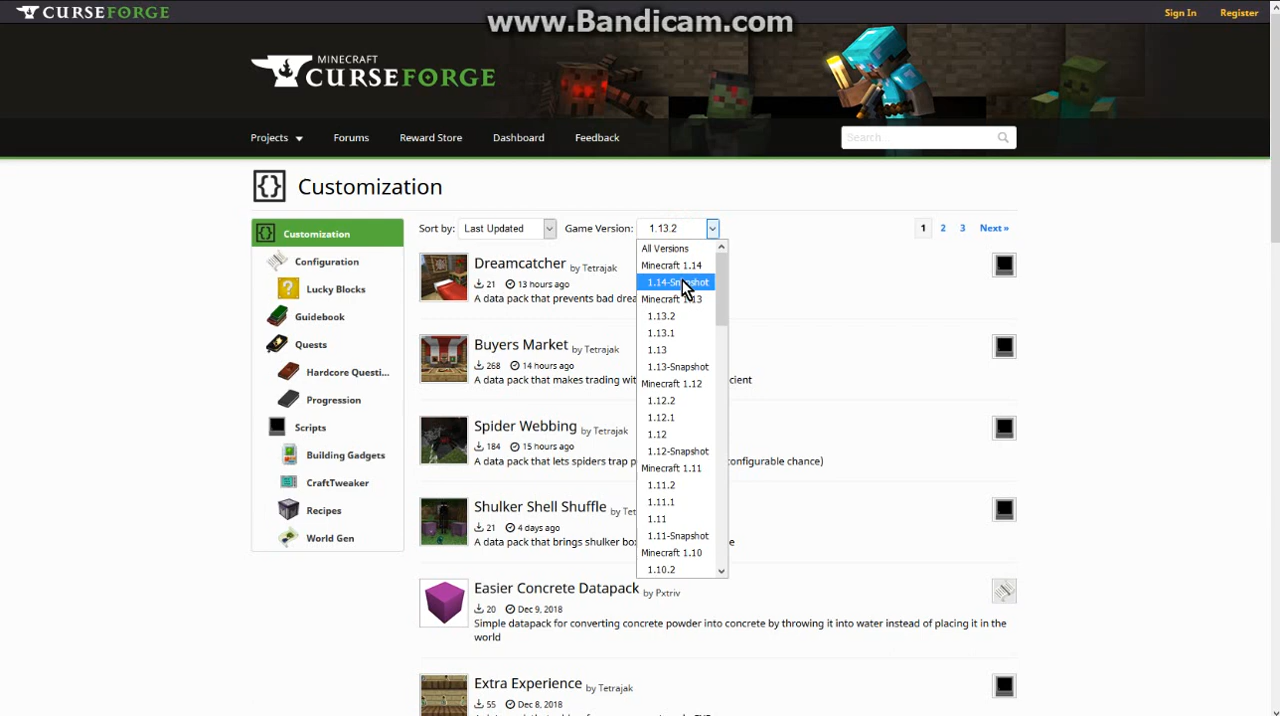 CURSEFORGE
www.Bandicam.com
Sign In Register
MINECRAFT
CURSEFORGE
Projects Forums Reward Store Dashboard Feedback
Search...
Customization
Customization
Configuration
Lucky Blocks
Guidebook
Quests
Hardcore Questi...
Progression
Scripts
Building Gadgets
CraftTweaker
Recipes
World Gen
Sort by: Last Updated Game Version: 1.13.2
1 2 3 Next »
All Versions
Minecraft 1.14
1.14-Snapshot
Minecraft 1.13
1.13.2
1.13.1
1.13
1.13-Snapshot
Minecraft 1.12
1.12.2
1.12.1
1.12
1.12-Snapshot
Minecraft 1.11
1.11.2
1.11.1
1.11
1.11-Snapshot
Minecraft 1.10
1.10.2
Dreamcatcher by Tetrajak
21 13 hours ago
A data pack that prevents bad
Buyers Market by Tetrajak
268 14 hours ago
A data pack that makes trading
Spider Webbing by Tetrajak
184 15 hours ago
A data pack that lets spiders trap configurable chance)
Shulker Shell Shuffle by
21 4 days ago
A data pack that brings shulker
Easier Concrete Datapack by Pxtriv
20 Dec 9, 2018
Simple datapack for converting concrete powder into concrete by throwing it into water instead of placing it in the
world
Extra Experience by Tetrajak
55 Dec 8, 2018